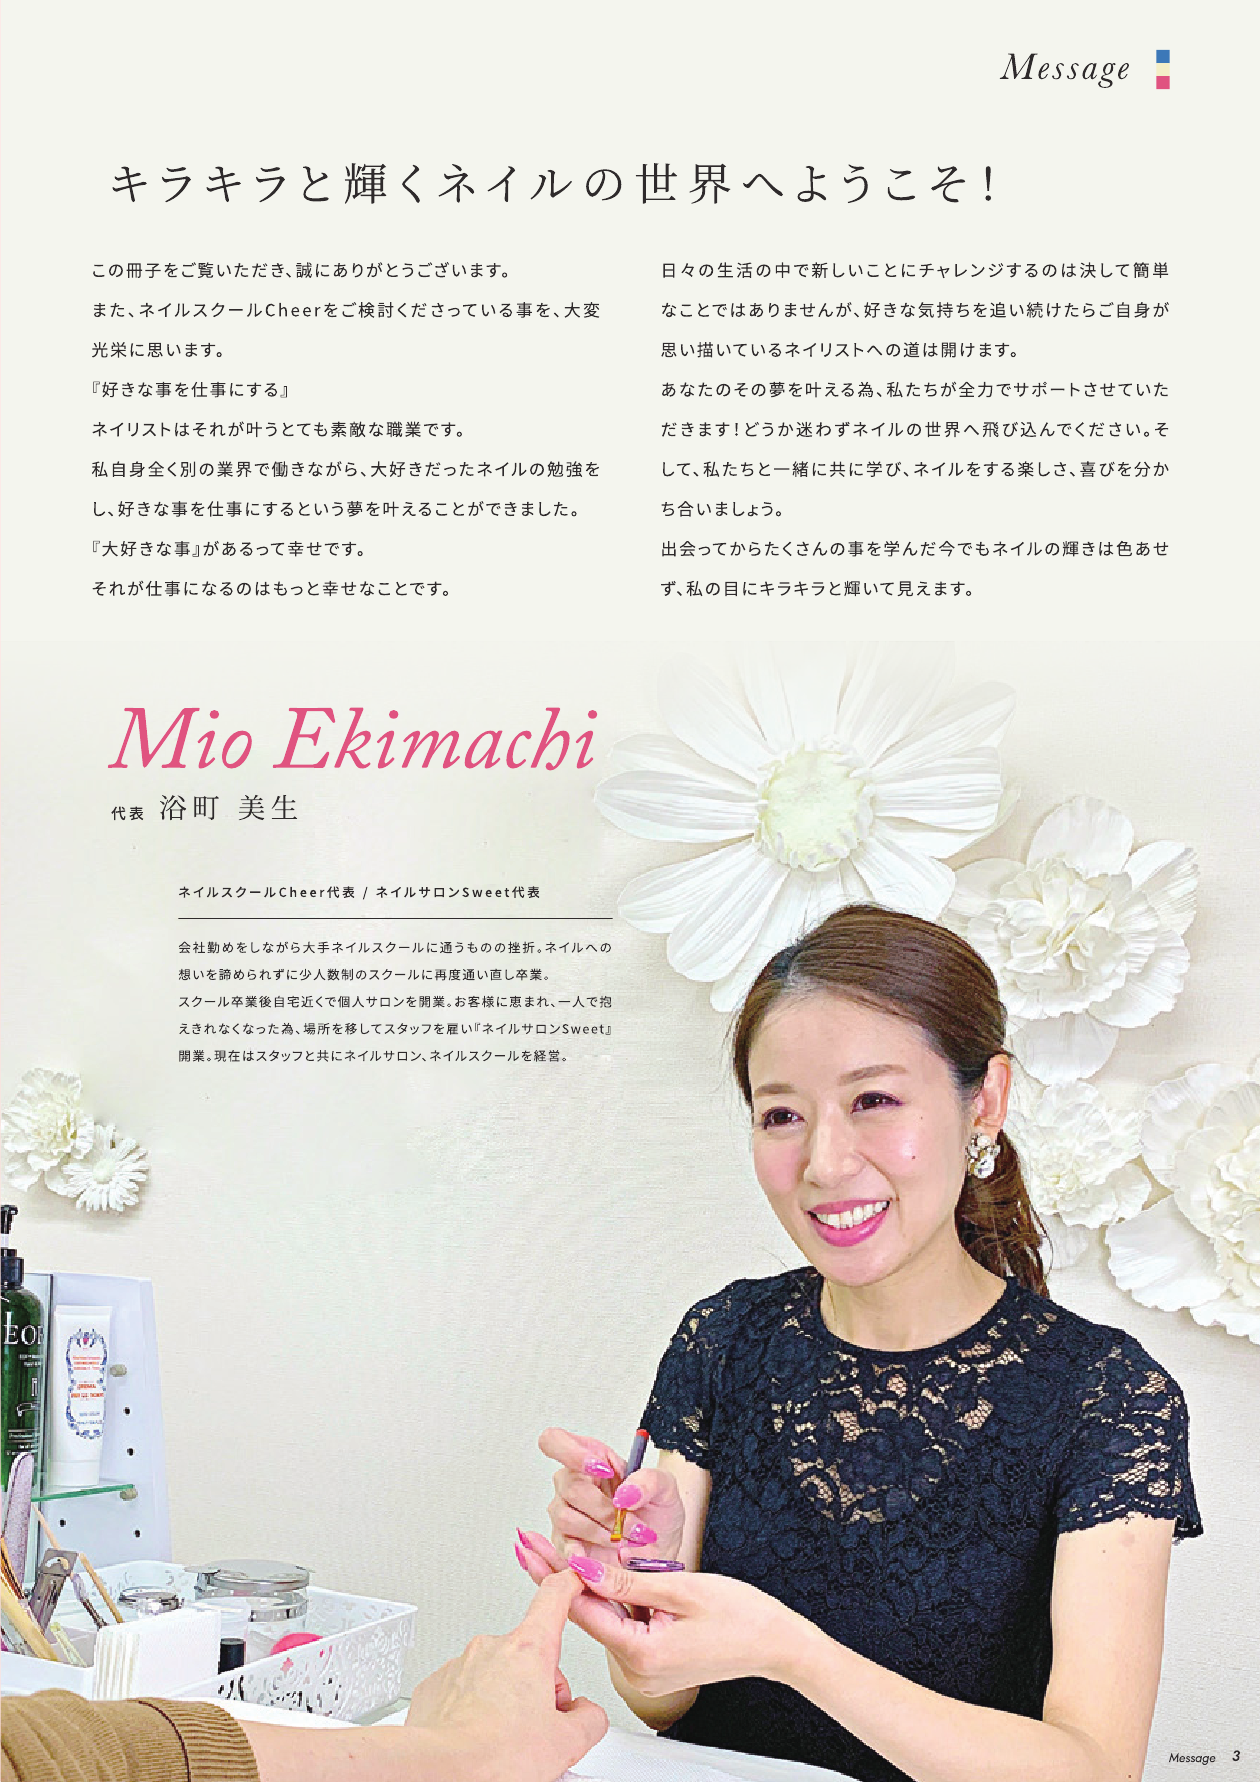 Message
キラキラと輝くネイルの世界へようこそ！
この冊子をご覧いただき、誠にありがとうございます。
また、ネイルスクールCheerをご検討くださっている事を、大変
光栄に思います。
『好きな事を仕事にする』
ネイリストはそれが叶うとても素敵な職業です。
私自身全く別の業界で働きながら、大好きだったネイルの勉強を
し、好きな事を仕事にするという夢を叶えることができました。
『大好きな事』があるって幸せです。
それが仕事になるのはもっと幸せなことです。
日々の生活の中で新しいことにチャレンジするのは決して簡単
なことではありませんが、好きな気持ちを追い続けたらご自身が
思い描いているネイリストへの道は開けます。
あなたのその夢を叶える為、私たちが全力でサポートさせていた
だきます！どうか迷わずネイルの世界へ飛び込んでください。そ
して、私たちと一緒に共に学び、ネイルをする楽しさ、喜びを分か
ち合いましょう。
出会ってからたくさんの事を学んだ今でもネイルの輝きは色あせ
ず、私の目にキラキラと輝いて見えます。
Mio Ekimachi
代表 浴町 美生
ネイルスクールCheer代表 / ネイルサロンSweet代表
会社勤めをしながら大手ネイルスクールに通うものの挫折。ネイルへの
想いを諦められずに少人数制のスクールに再度通い直し卒業。
スクール卒業後自宅近くで個人サロンを開業。お客様に恵まれ、一人で抱
えきれなくなった為、場所を移してスタッフを雇い『ネイルサロンSweet』
開業。現在はスタッフと共にネイルサロン、ネイルスクールを経営。
Message 3